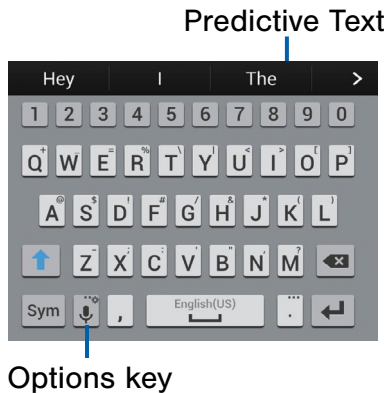 Predictive Text
Hey I The >
1 2 3 4 5 6 7 8 9 0
Q+ W E= R% T\ Y/ U< I> O[ P]
A@ S$ D! F# G/ H& J* K( L)
Z- X; C: V' B" N, M?
Sym , English(US) .
Options key